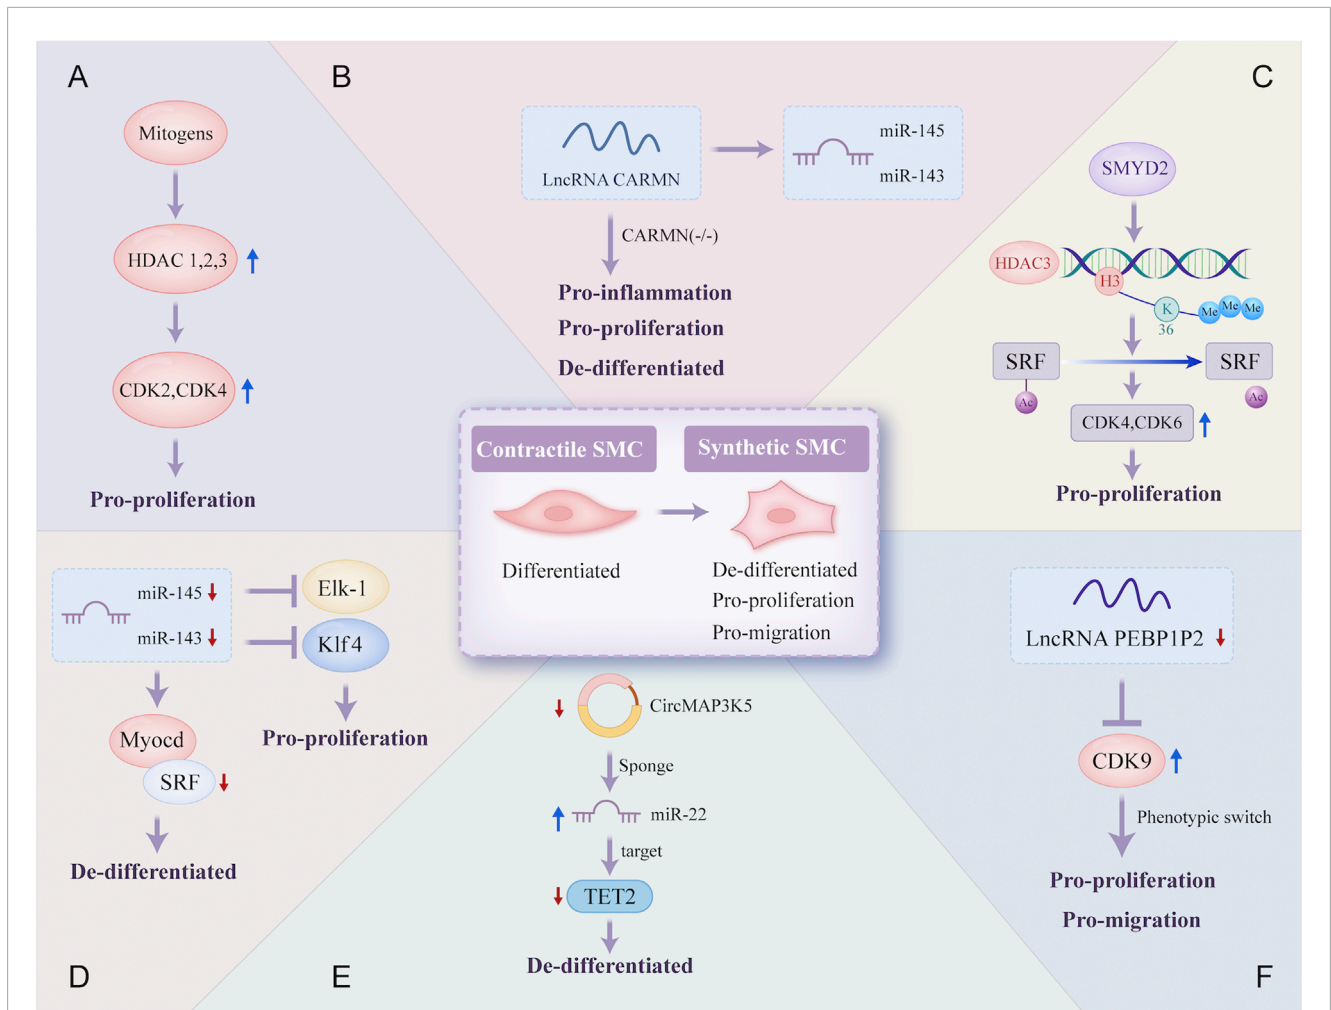 A
Mitogens
HDAC 1,2,3
CDK2,CDK4
Pro-proliferation
B
LncRNA CARMN
miR-145
miR-143
CARMN(-/-)
Pro-inflammation
Pro-proliferation
De-differentiated
C
SMYD2
HDAC3
H3
K
36
Me
Me
Me
SRF
SRF
Ac
Ac
CDK4,CDK6
Pro-proliferation
Contractile SMC
Synthetic SMC
Differentiated
De-differentiated
Pro-proliferation
Pro-migration
miR-145
miR-143
Elk-1
Klf4
Pro-proliferation
Myocd
SRF
De-differentiated
D
CircMAP3K5
Sponge
miR-22
target
TET2
De-differentiated
E
LncRNA PEBP1P2
CDK9
Phenotypic switch
Pro-proliferation
Pro-migration
F